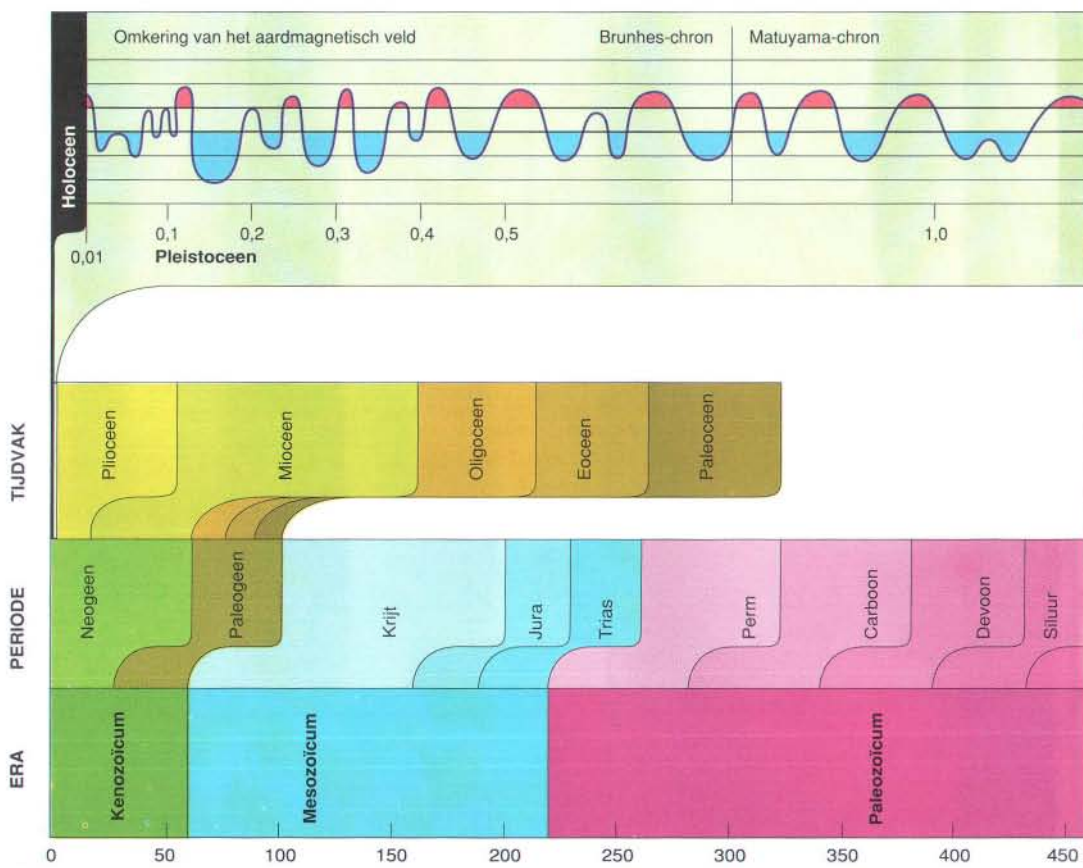 Omkering van het aardmagnetisch veld
Brunhes-chron
Matuyama-chron
Holoceen
0,01
0,1
0,2
0,3
0,4
0,5
1,0
Pleistoceen
TIJDVAK
Plioceen
Mioceen
Oligoceen
Eoceen
Paleoceen
PERIODE
Neogeen
Paleogeen
Krijt
Jura
Trias
Perm
Carboon
Devoon
Siluur
ERA
Kenozoïcum
Mesozoïcum
Paleozoïcum
0
50
100
150
200
250
300
350
400
450